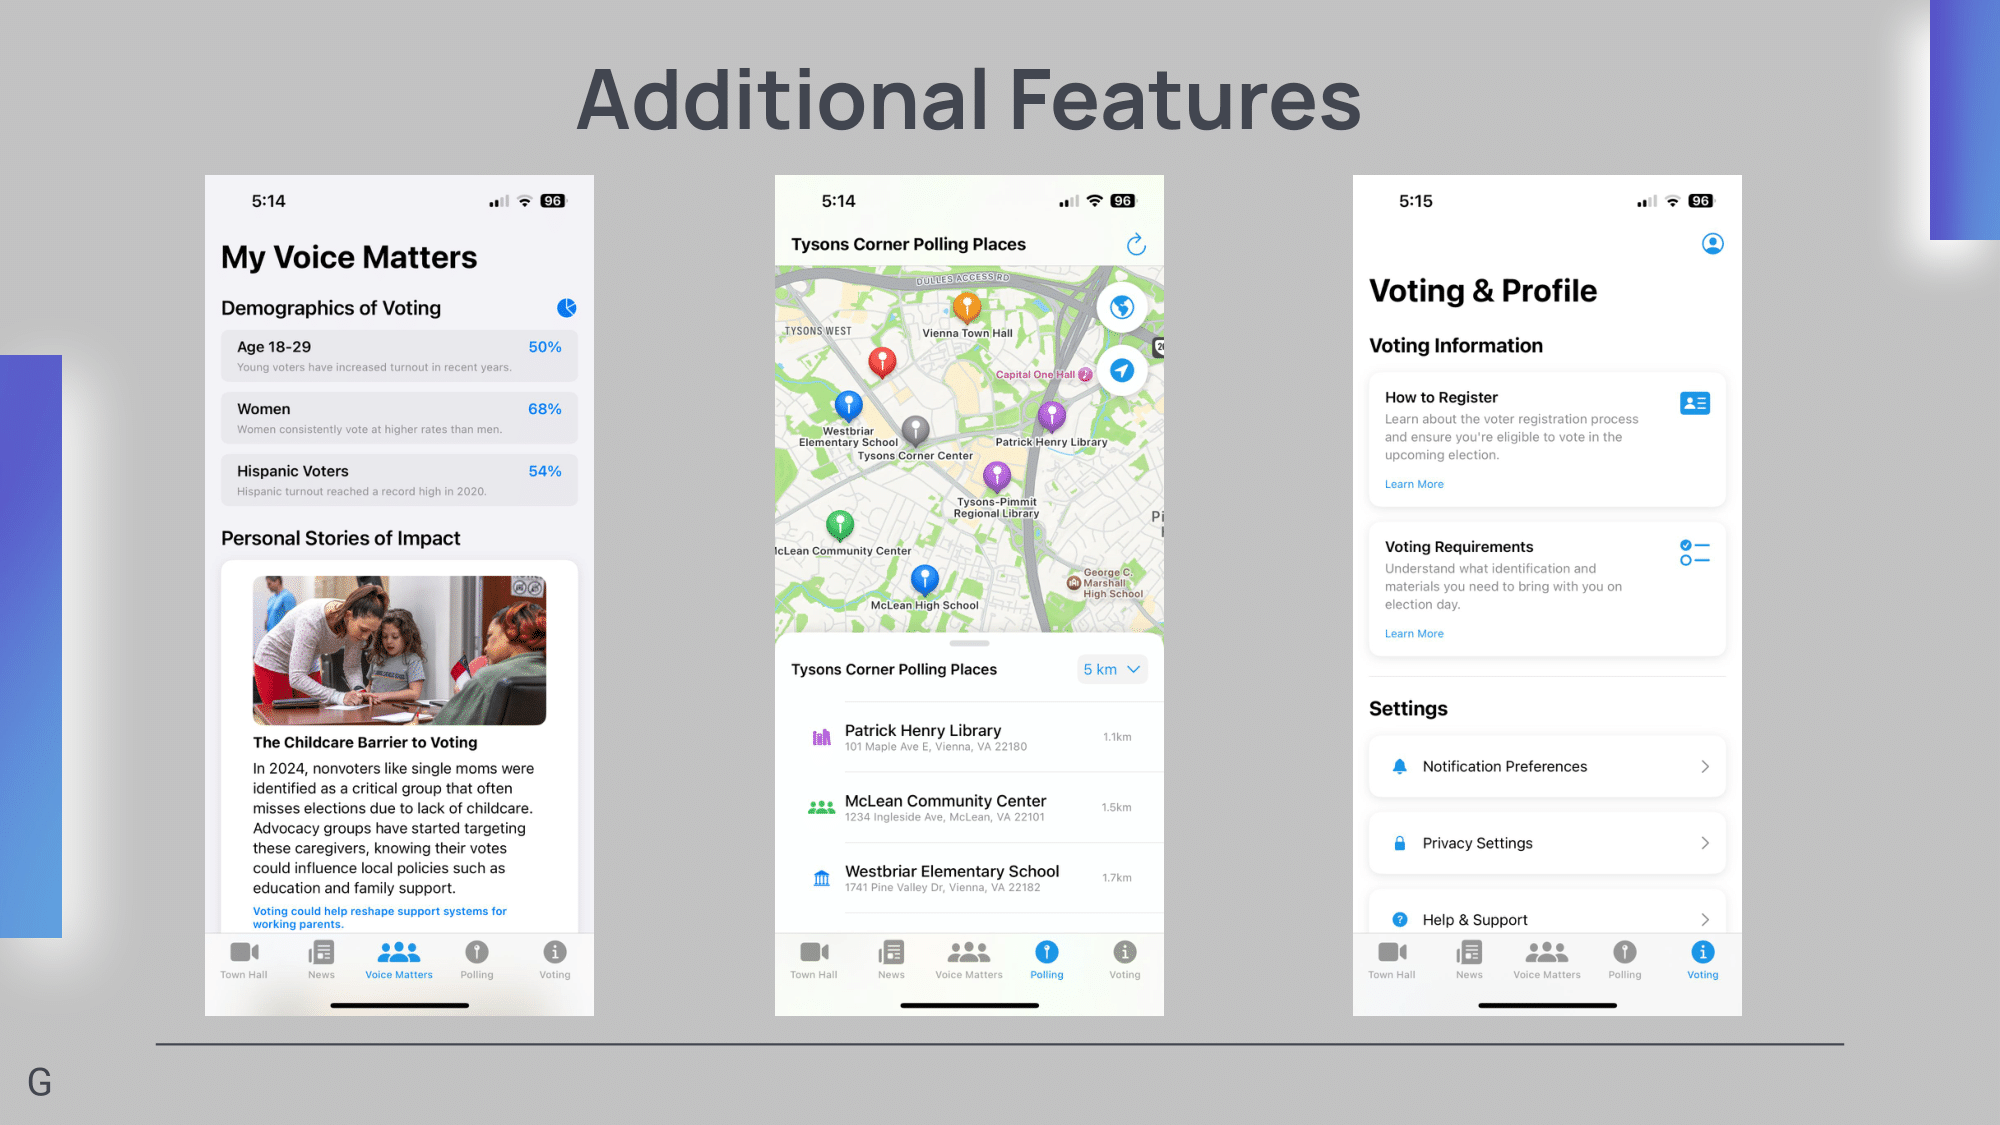 Additional Features
5:14
96
My Voice Matters
Demographics of Voting
Age 18-29
50%
Young voters have increased turnout in recent years.
Women
68%
Women consistently vote at higher rates than men.
Hispanic Voters
54%
Hispanic turnout reached a record high in 2020.
Personal Stories of Impact
The Childcare Barrier to Voting
In 2024, nonvoters like single moms were
identified as a critical group that often
misses elections due to lack of childcare.
Advocacy groups have started targeting
these caregivers, knowing their votes
could influence local policies such as
education and family support.
Voting could help reshape support systems for
working parents.
Town Hall
News
Voice Matters
Polling
Voting
5:14
96
Tysons Corner Polling Places
DULLES ACCESS RD
Vienna Town Hall
TYSONS WEST
Capital One Hall
Westbriar
Elementary School
Tysons Corner Center
Patrick Henry Library
Tysons-Pimmit
Regional Library
Pi
McLean Community Center
George C.
Marshall
High School
McLean High School
Tysons Corner Polling Places
5 km
Patrick Henry Library
101 Maple Ave E, Vienna, VA 22180
1.1km
McLean Community Center
1234 Ingleside Ave, McLean, VA 22101
1.5km
Westbriar Elementary School
1741 Pine Valley Dr, Vienna, VA 22182
1.7km
Town Hall
News
Voice Matters
Polling
Voting
5:15
96
Voting & Profile
Voting Information
How to Register
Learn about the voter registration process
and ensure you're eligible to vote in the
upcoming election.
Learn More
Voting Requirements
Understand what identification and
materials you need to bring with you on
election day.
Learn More
Settings
Notification Preferences
Privacy Settings
Help & Support
Town Hall
News
Voice Matters
Polling
Voting
G